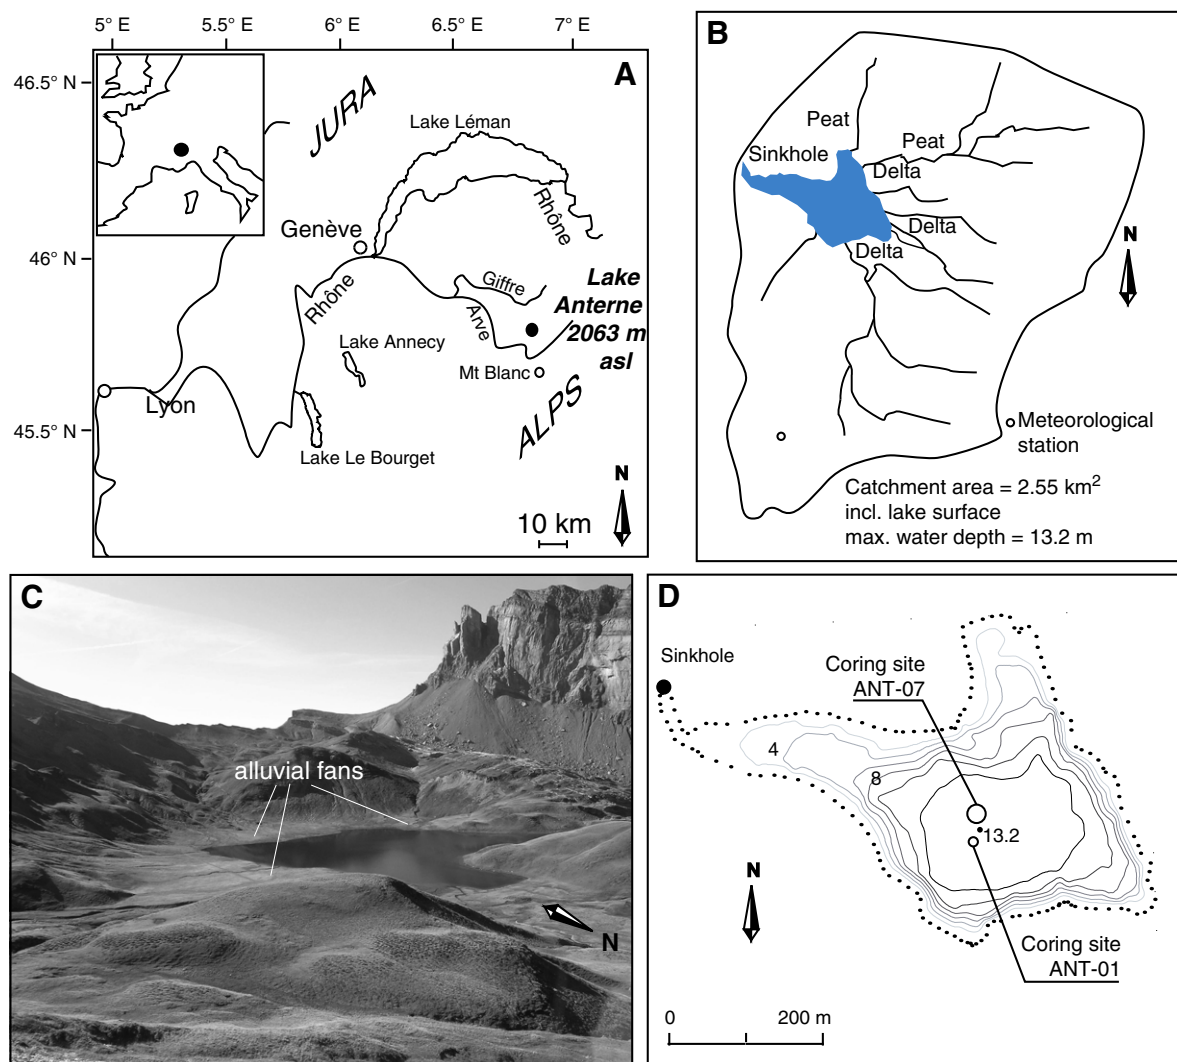 5° E
5.5° E
6° E
6.5° E
7° E
46.5° N
46° N
45.5° N
A
JURA
Lake Léman
Rhône
Genève
Rhône
Giffre
Arve
Lake
Anterne
2063 m
asl
Lake Annecy
Mt Blanc
Lyon
ALPS
Lake Le Bourget
N
10 km
B
Peat
Peat
Sinkhole
Delta
Delta
Delta
N
Meteorological
station
Catchment area = 2.55 km²
incl. lake surface
max. water depth = 13.2 m
C
alluvial fans
N
D
Sinkhole
Coring site
ANT-07
4
8
13.2
N
Coring site
ANT-01
0
200 m